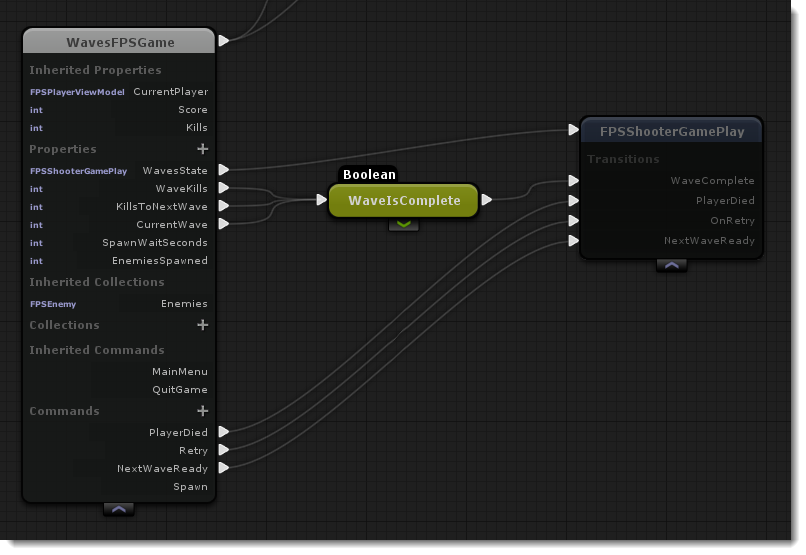 WavesFPSGame
Inherited Properties
FPSPlayerViewModel CurrentPlayer
int Score
int Kills
Properties +
FPSShooterGamePlay WavesState
int WaveKills
int KillsToNextWave
int CurrentWave
int SpawnWaitSeconds
int EnemiesSpawned
Inherited Collections
FPSEnemy Enemies
Collections +
Inherited Commands
MainMenu
QuitGame
Commands +
PlayerDied
Retry
NextWaveReady
Spawn
Boolean
WaveIsComplete
FPSShooterGamePlay
Transitions
WaveComplete
PlayerDied
OnRetry
NextWaveReady